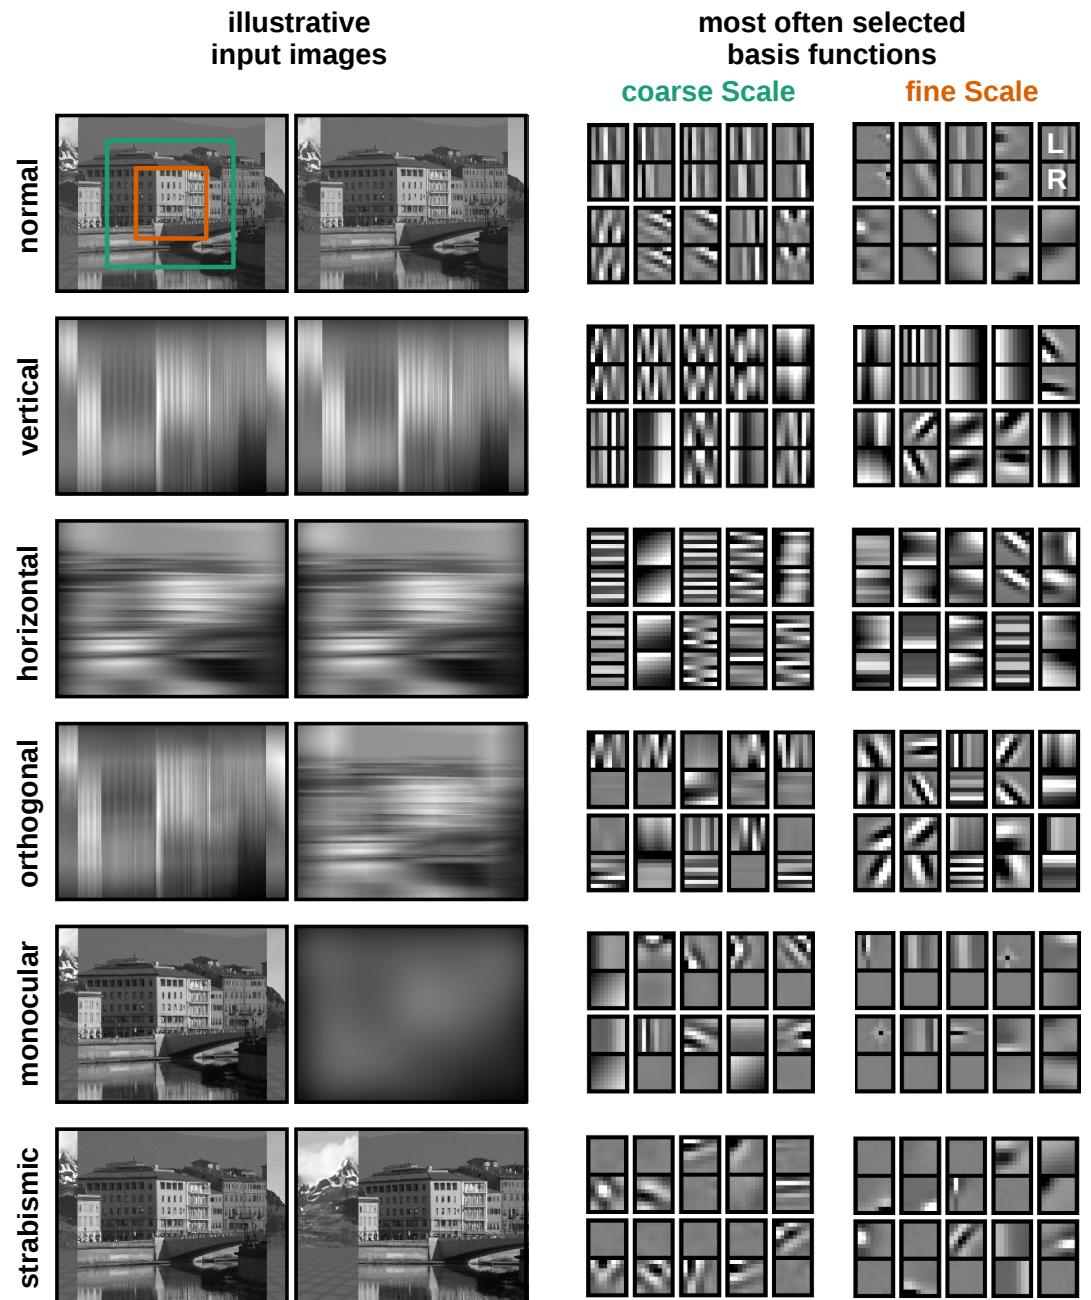 illustrative
input images
most often selected
basis functions
coarse Scale
fine Scale
normal
L
R
vertical
horizontal
orthogonal
monocular
strabismic